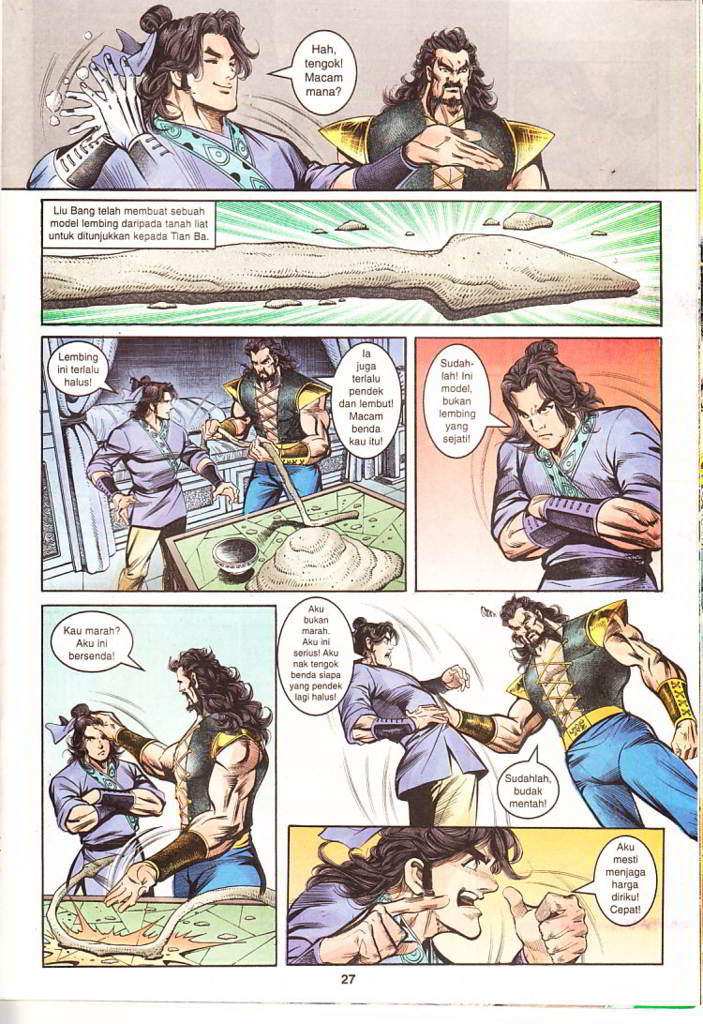 Hah,
tengok!
Macam
mana?
Liu Bang telah membuat sebuah
model lembing daripada tanah liat
untuk ditunjukkan kepada Tian Ba.
Lembing
ini terlalu
halus!
Ia
juga
terlalu
pendek
dan lembut!
Macam
benda
kau itu!
Sudah-
lah! Ini
model,
bukan
lembing
yang
sejati!
Kau marah?
Aku ini
bersenda!
Aku
bukan
marah.
Aku ini
serius! Aku
nak tengok
benda siapa
yang pendek
lagi halus!
Sudahlah,
budak
mentah!
Aku
mesti
menjaga
harga
diriku!
Cepat!
27